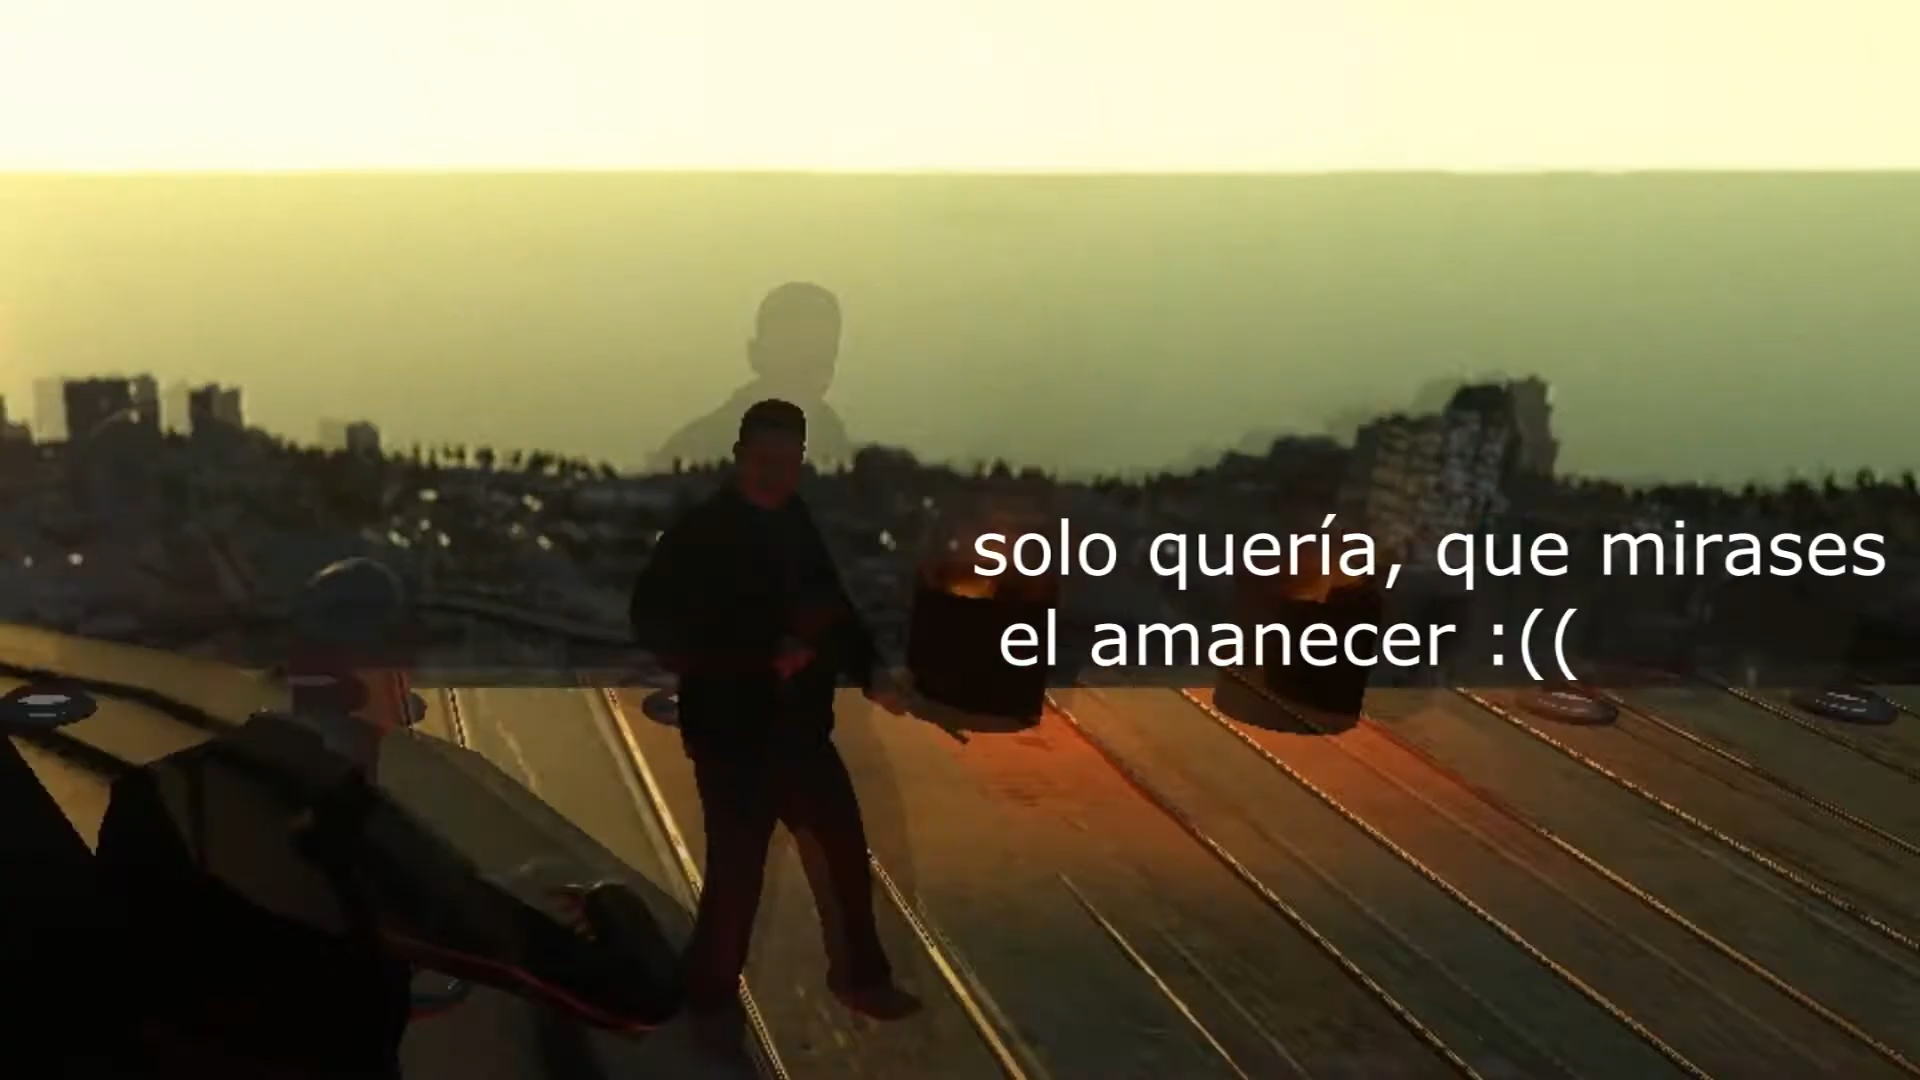 solo quería, que mirases
el amanecer :((